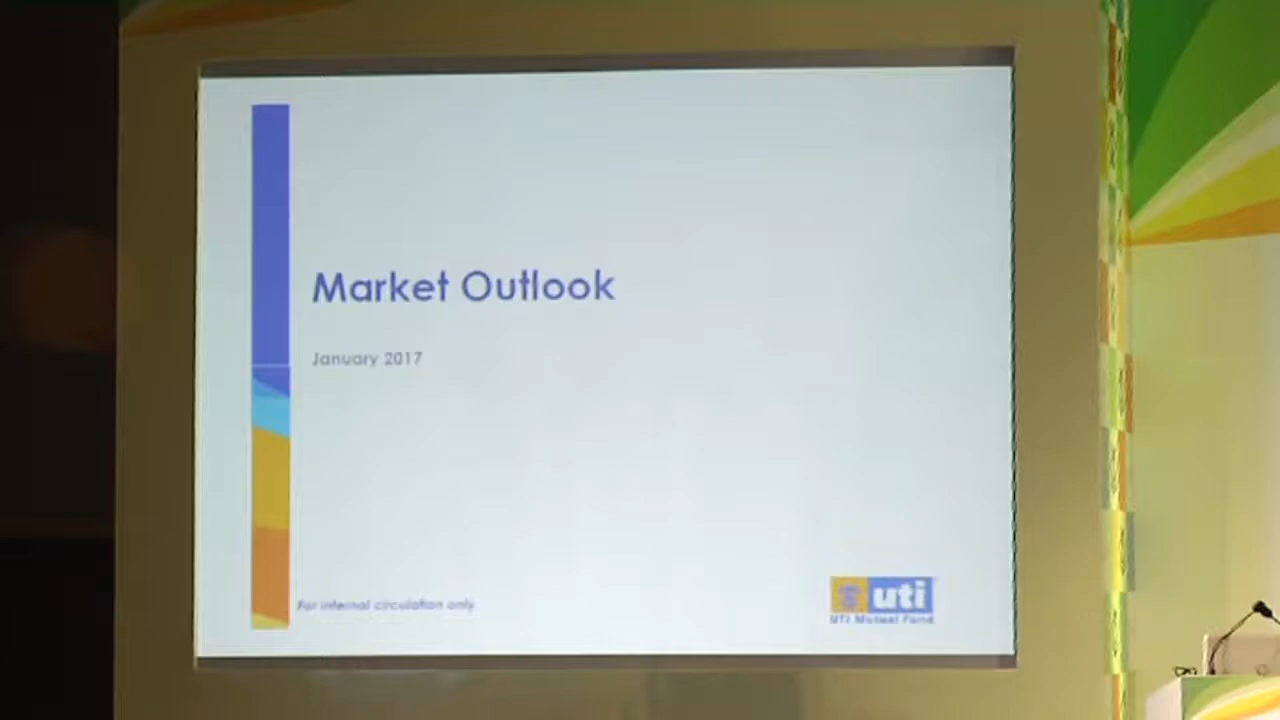 Market Outlook
January 2017
For internal circulation only
uti
UTI Mutual Fund